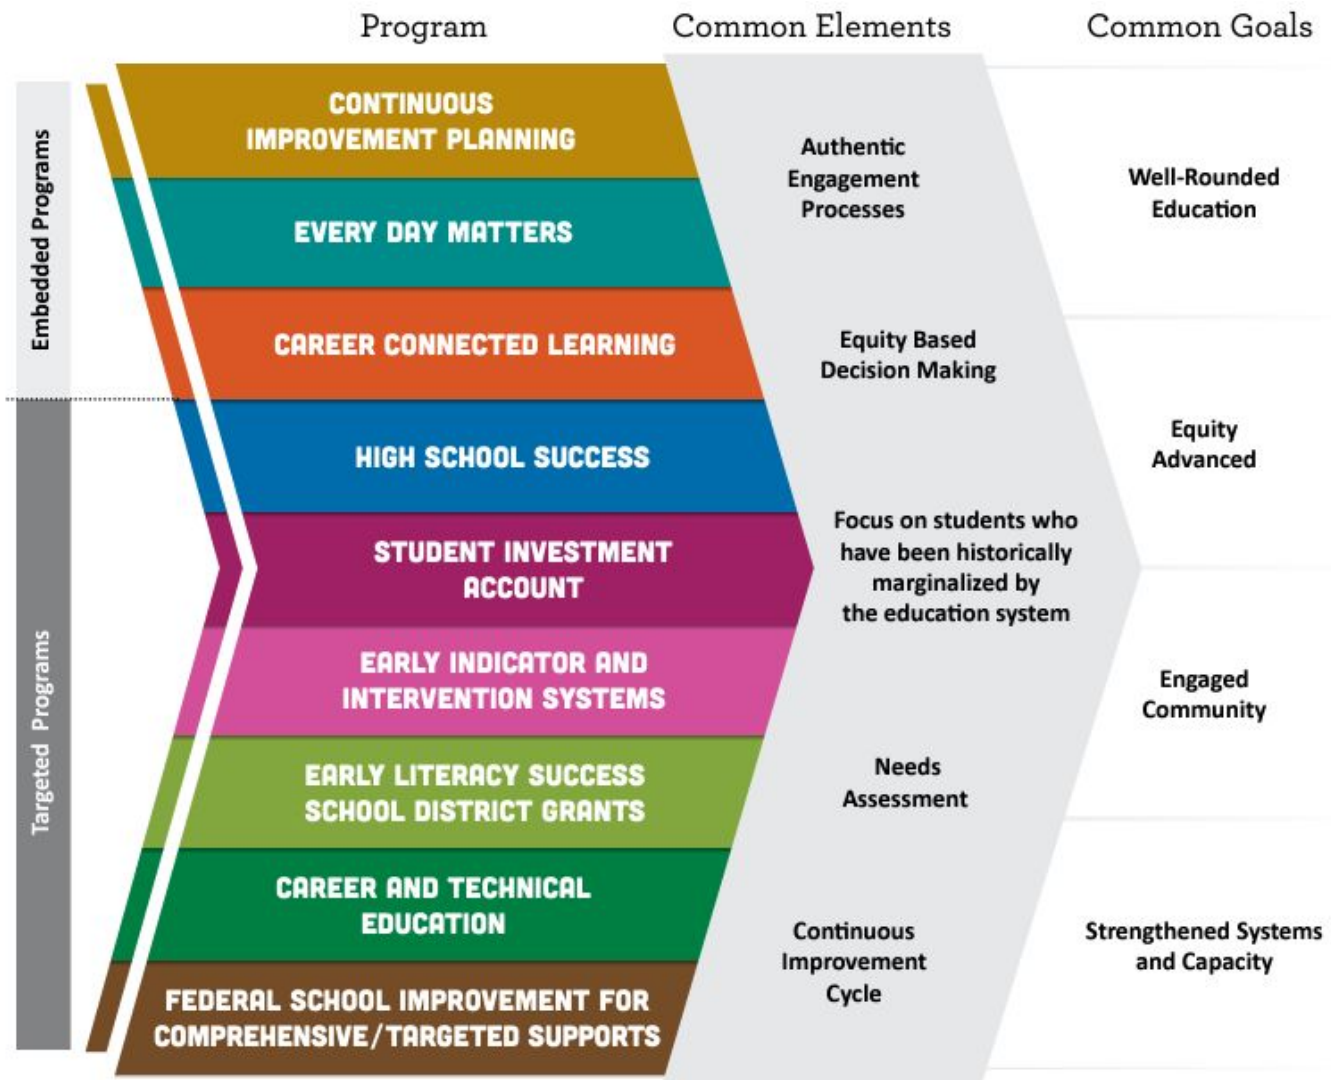 Program
Common Elements
Common Goals
Embedded Programs
Targeted Programs
CONTINUOUS
IMPROVEMENT PLANNING
EVERY DAY MATTERS
CAREER CONNECTED LEARNING
HIGH SCHOOL SUCCESS
STUDENT INVESTMENT
ACCOUNT
EARLY INDICATOR AND
INTERVENTION SYSTEMS
EARLY LITERACY SUCCESS
SCHOOL DISTRICT GRANTS
CAREER AND TECHNICAL
EDUCATION
FEDERAL SCHOOL IMPROVEMENT FOR
COMPREHENSIVE/TARGETED SUPPORTS
Authentic
Engagement
Processes
Equity Based
Decision Making
Focus on students who
have been historically
marginalized by
the education system
Needs
Assessment
Continuous
Improvement
Cycle
Well-Rounded
Education
Equity
Advanced
Engaged
Community
Strengthened Systems
and Capacity